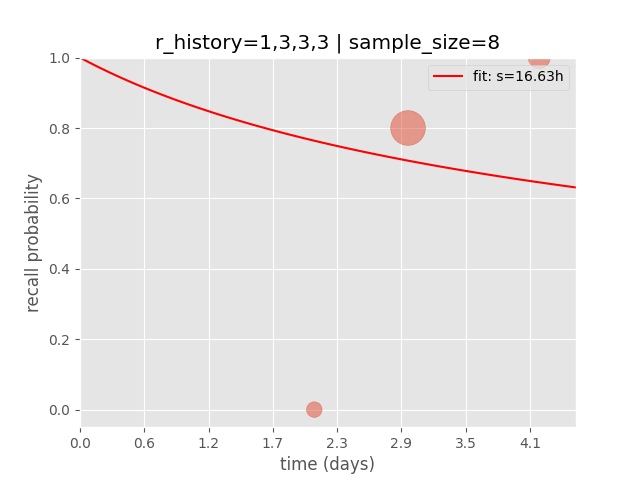 r_history=1,3,3,3 | sample_size=8
fit: s=16.63h
recall probability
1.0
0.8
0.6
0.4
0.2
0.0
0.0 0.6 1.2 1.7 2.3 2.9 3.5 4.1
time (days)